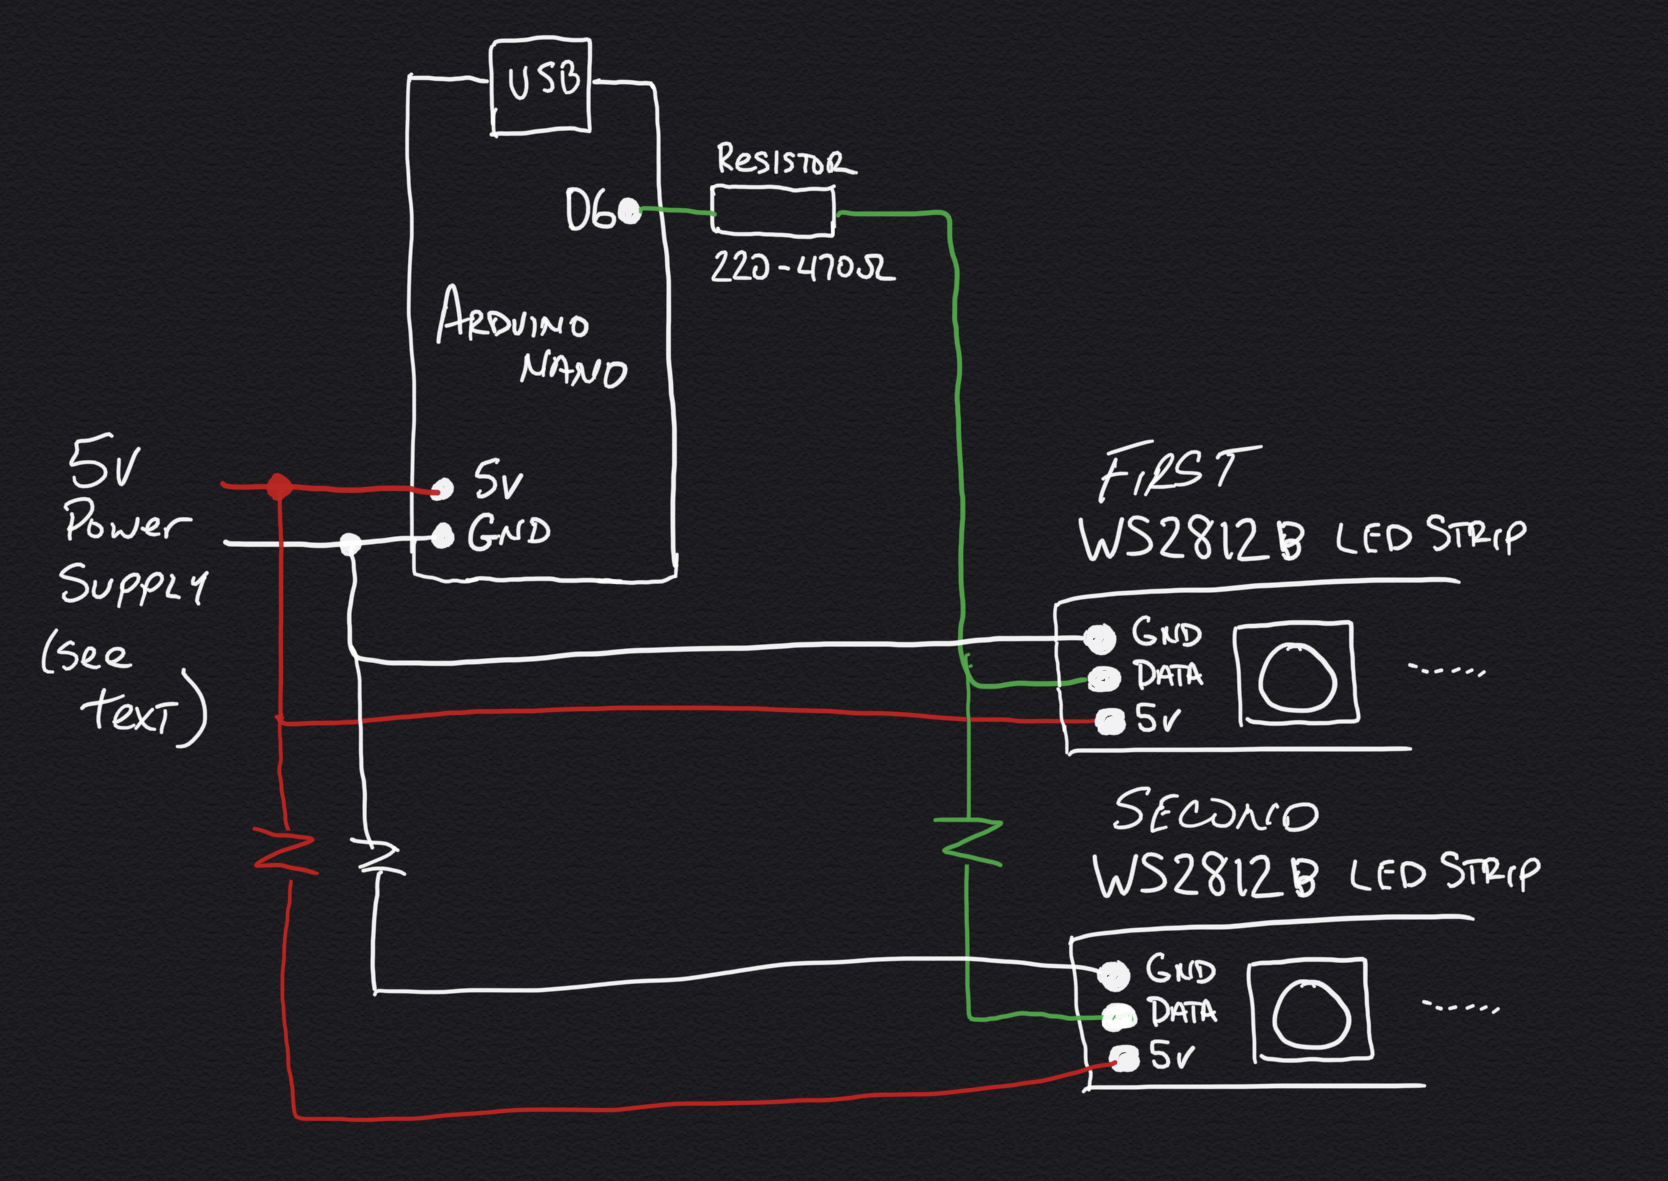 USB
RESISTOR
D6
220-470Ω
ARDUINO
NANO
5V
POWER
SUPPLY
(see
text)
5V
GND
FIRST
WS2812B LED STRIP
GND
DATA
5V
SECOND
WS2812B LED STRIP
GND
DATA
5V